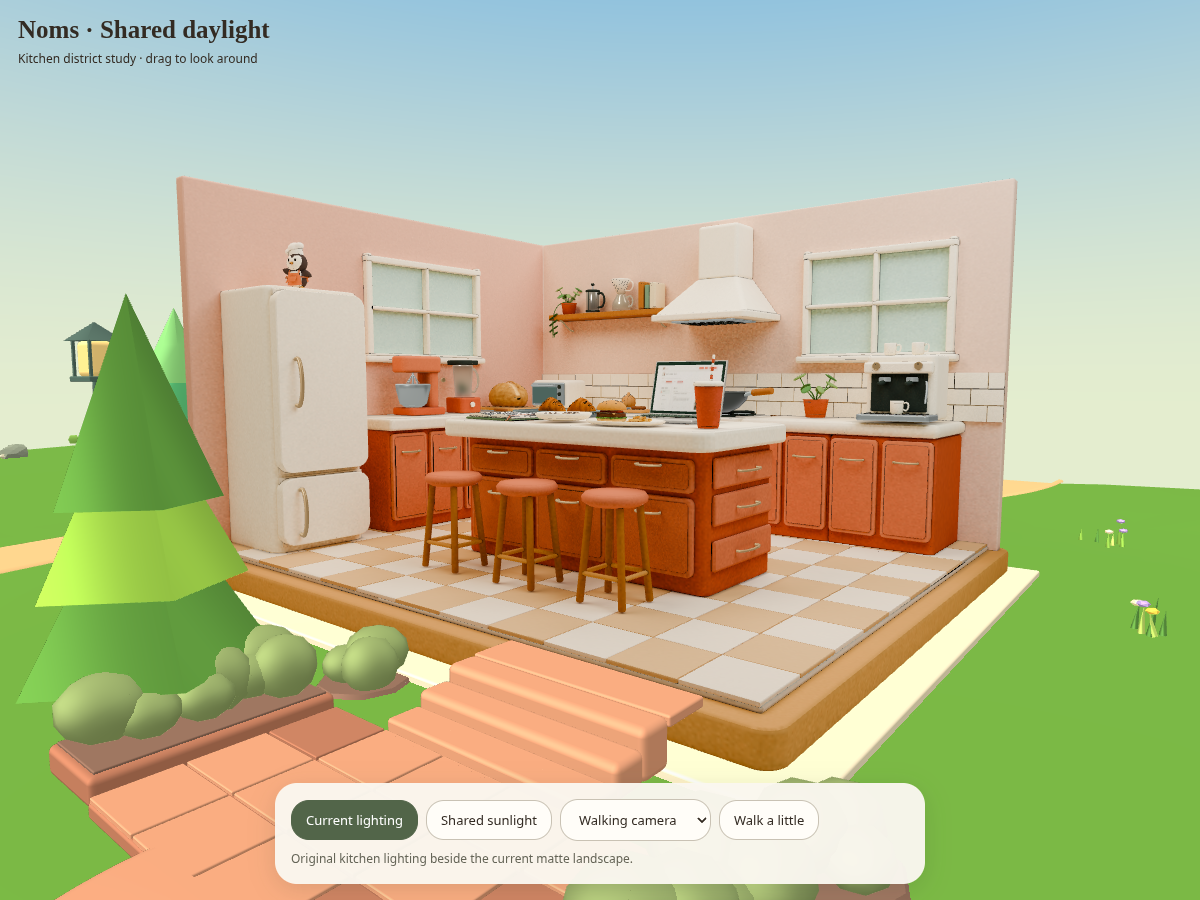 Noms · Shared daylight
Kitchen district study · drag to look around
Current lighting
Shared sunlight
Walking camera
Walk a little
Original kitchen lighting beside the current matte landscape.